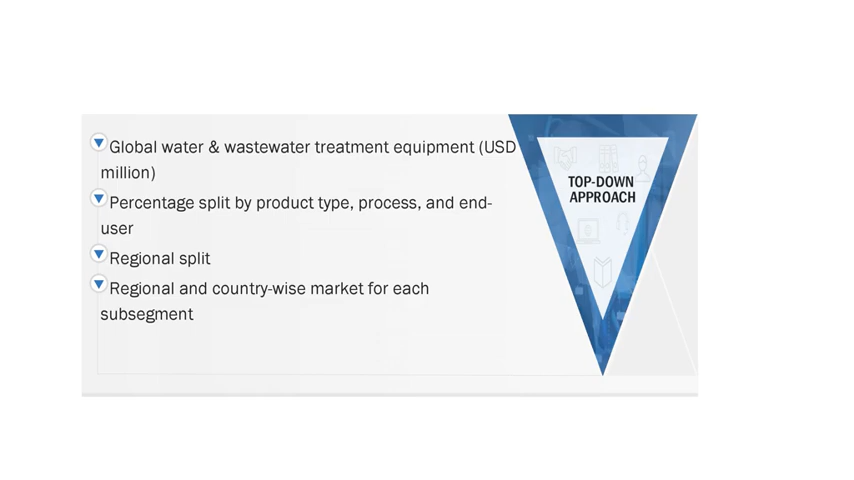 Global water & wastewater treatment equipment (USD
million)
Percentage split by product type, process, and end-
user
Regional split
Regional and country-wise market for each
subsegment
TOP-DOWN
APPROACH